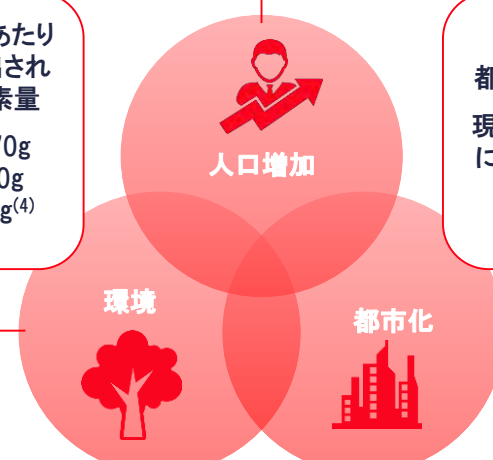 あたり
され
素量
0g
0g
g(4)
都
現
に
人口増加
環境
都市化